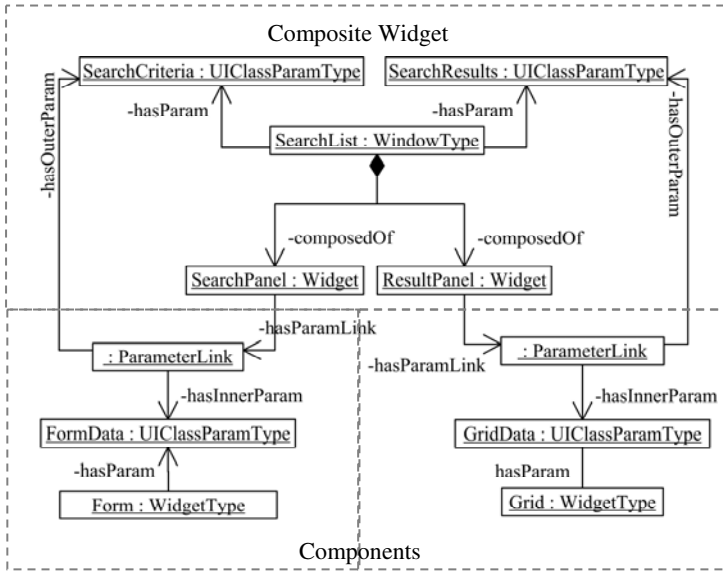 Composite Widget
SearchCriteria : UIClassParamType
SearchResults : UIClassParamType
-hasParam
-hasParam
-hasOuterParam
-hasOuterParam
SearchList : WindowType
-composedOf
-composedOf
SearchPanel : Widget
ResultPanel : Widget
-hasParamLink
-hasParamLink
: ParameterLink
: ParameterLink
-hasInnerParam
-hasInnerParam
FormData : UIClassParamType
GridData : UIClassParamType
-hasParam
hasParam
Form : WidgetType
Grid : WidgetType
Components